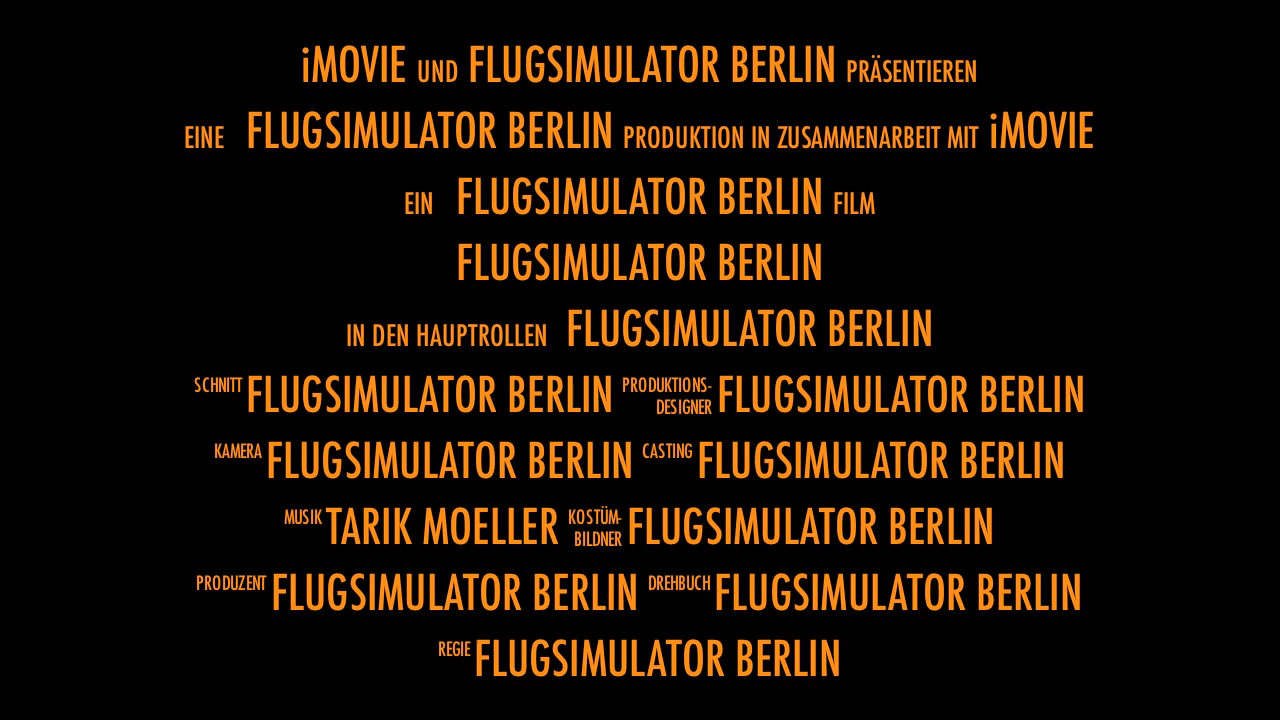 iMOVIE UND FLUGSIMULATOR BERLIN PRÄSENTIEREN
EINE FLUGSIMULATOR BERLIN PRODUKTION IN ZUSAMMENARBEIT MIT iMOVIE
EIN FLUGSIMULATOR BERLIN FILM
FLUGSIMULATOR BERLIN
IN DEN HAUPTROLLEN FLUGSIMULATOR BERLIN
SCHNITT FLUGSIMULATOR BERLIN PRODUKTIONS-DESIGNER FLUGSIMULATOR BERLIN
KAMERA FLUGSIMULATOR BERLIN CASTING FLUGSIMULATOR BERLIN
MUSIK TARIK MOELLER KOSTÜM-BILDNER FLUGSIMULATOR BERLIN
PRODUZENT FLUGSIMULATOR BERLIN DREHBUCH FLUGSIMULATOR BERLIN
REGIE FLUGSIMULATOR BERLIN